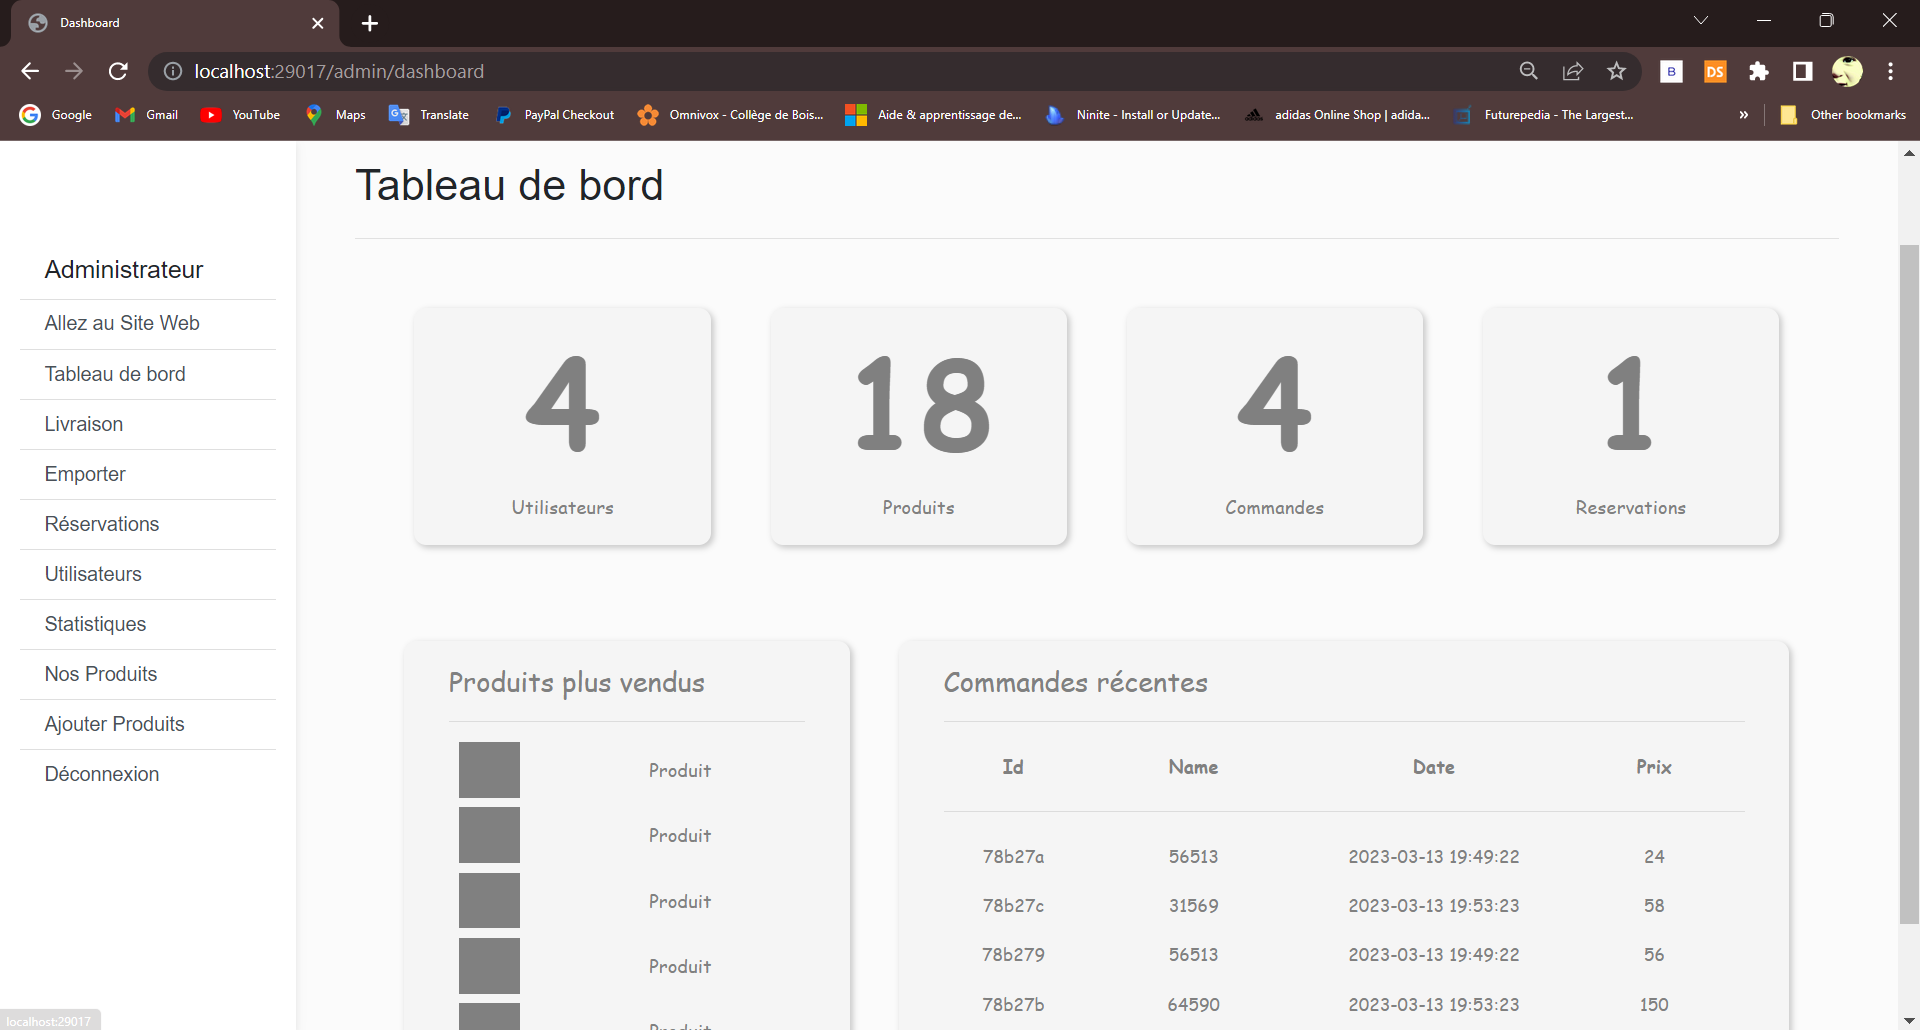 Dashboard
localhost:29017/admin/dashboard
B
DS
Google
Gmail
YouTube
Maps
Translate
PayPal Checkout
Omnivox - Collège de Bois...
Aide & apprentissage de...
Ninite - Install or Update...
adidas Online Shop | adida...
Futurepedia - The Largest...
»
Other bookmarks
Administrateur
Allez au Site Web
Tableau de bord
Livraison
Emporter
Réservations
Utilisateurs
Statistiques
Nos Produits
Ajouter Produits
Déconnexion
Tableau de bord
4
Utilisateurs
18
Produits
4
Commandes
1
Reservations
Produits plus vendus
Produit
Produit
Produit
Produit
Produit
Commandes récentes
Id Name Date Prix
78b27a 56513 2023-03-13 19:49:22 24
78b27c 31569 2023-03-13 19:53:23 58
78b279 56513 2023-03-13 19:49:22 56
78b27b 64590 2023-03-13 19:53:23 150
localhost:29017